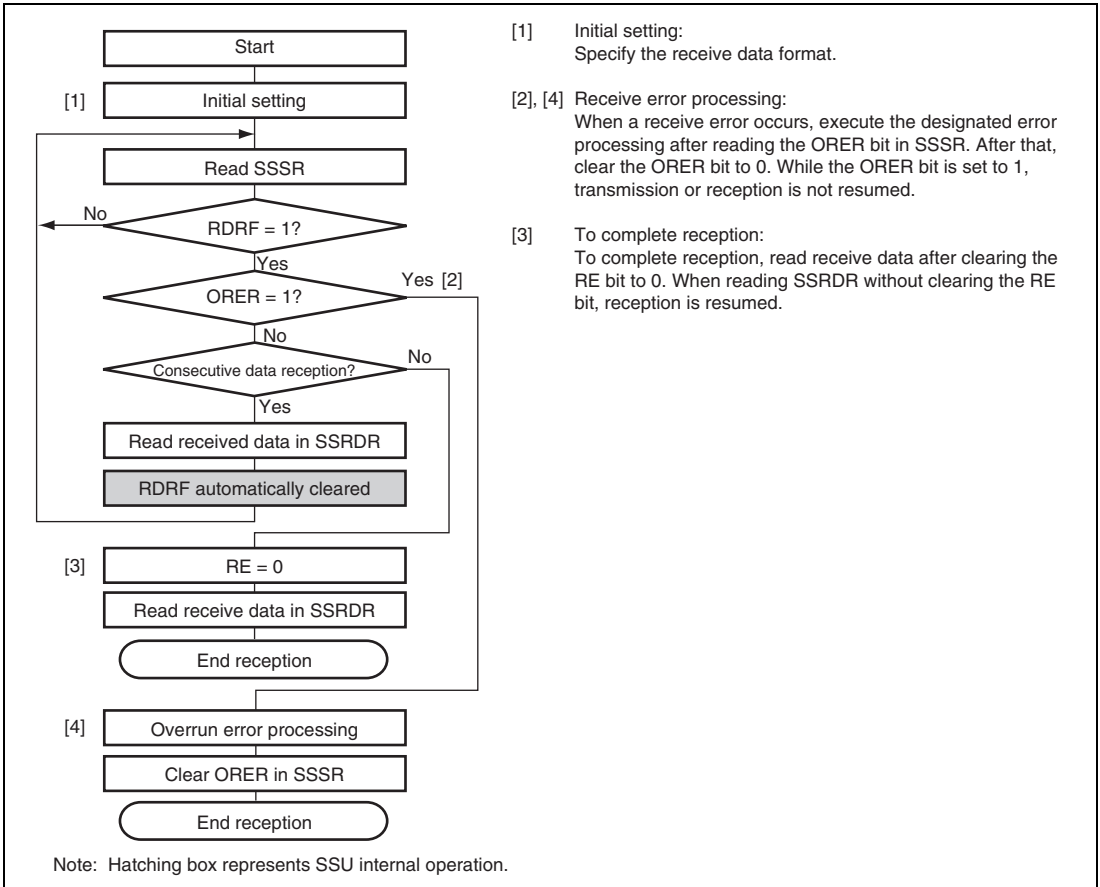 Start
[1]
Initial setting
Read SSSR
No
RDRF = 1?
Yes
Yes [2]
ORER = 1?
No
No
Consecutive data reception?
Yes
Read received data in SSRDR
RDRF automatically cleared
[3]
RE = 0
Read receive data in SSRDR
End reception
[4]
Overrun error processing
Clear ORER in SSSR
End reception
Note: Hatching box represents SSU internal operation.
[1] Initial setting:
Specify the receive data format.
[2], [4] Receive error processing:
When a receive error occurs, execute the designated error
processing after reading the ORER bit in SSSR. After that,
clear the ORER bit to 0. While the ORER bit is set to 1,
transmission or reception is not resumed.
[3] To complete reception:
To complete reception, read receive data after clearing the
RE bit to 0. When reading SSRDR without clearing the RE
bit, reception is resumed.